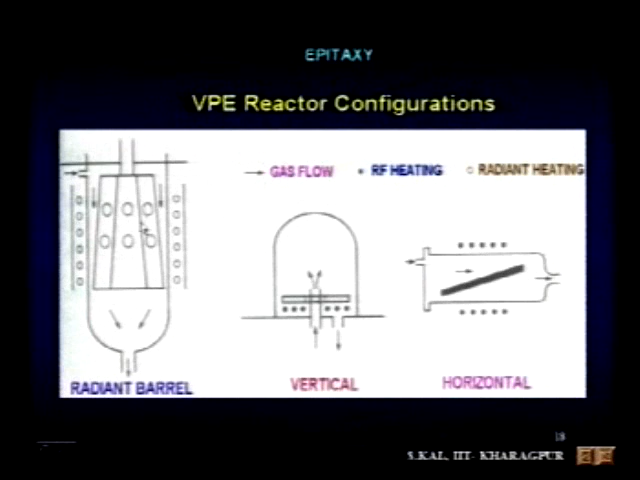 EPITAXY
VPE Reactor Configurations
GAS FLOW RF HEATING RADIANT HEATING
RADIANT BARREL VERTICAL HORIZONTAL
18
S.KAL, IIT- KHARAGPUR